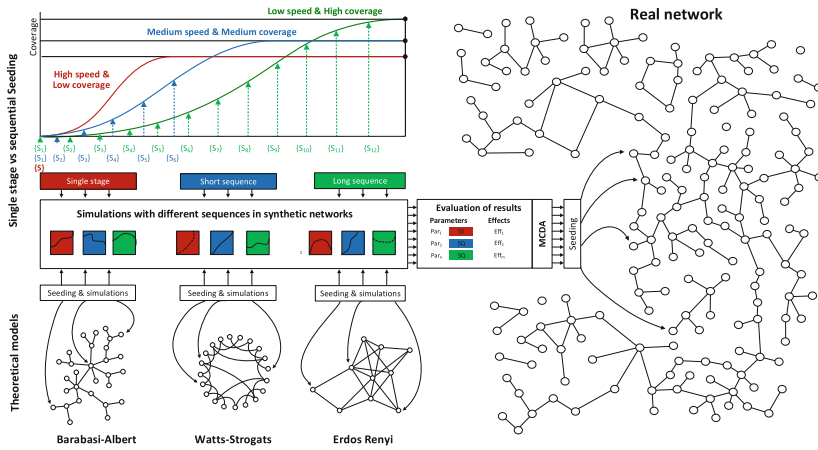 Real network
Single stage vs sequential Seeding
Coverage
Low speed & High coverage
Medium speed & Medium coverage
High speed &
Low coverage
{S₁} {S₂} {S₃} {S₄} {S₅} {S₆} {S₇} {S₈} {S₉} {S₁₀} {S₁₁} {S₁₂}
{S₁} {S₂} {S₃} {S₄} {S₅} {S₆}
{S}
Single stage
Short sequence
Long sequence
Simulations with different sequences in synthetic networks
Evaluation of results
Parameters Effects
Par₁ SS Eff₁
Par₂ SQ Eff₂
Parₙ SQ Effₘ
MCDA
Seeding
Theoretical models
Seeding & simulations
Seeding & simulations
Seeding & simulations
Barabasi-Albert
Watts-Strogats
Erdos Renyi